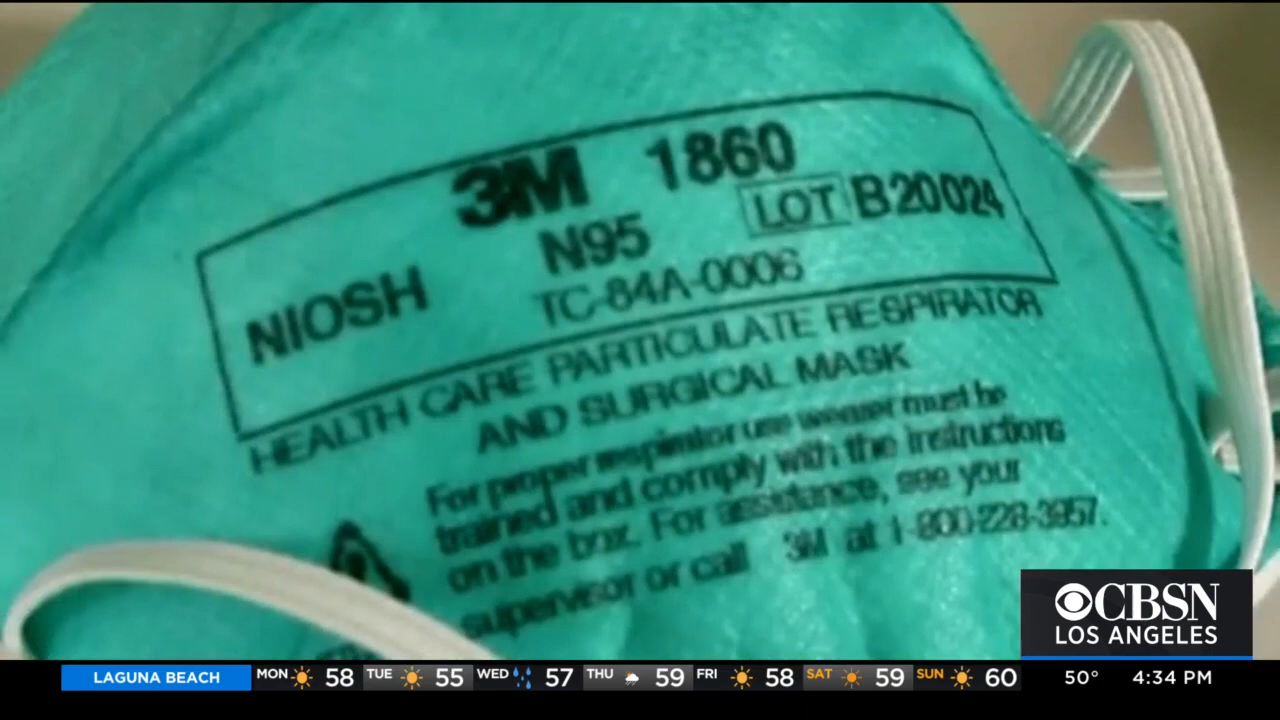 3M 1860
N95 LOT B20024
NIOSH TC-84A-0006
HEALTH CARE PARTICULATE RESPIRATOR
AND SURGICAL MASK
For proper respirator use wearer must be
trained and comply with the instructions
on the box. For assistance, see your
supervisor or call 3M at 1-800-228-3957.
CBSN
LOS ANGELES
LAGUNA BEACH MON 58 TUE 55 WED 57 THU 59 FRI 58 SAT 59 SUN 60 50° 4:34 PM